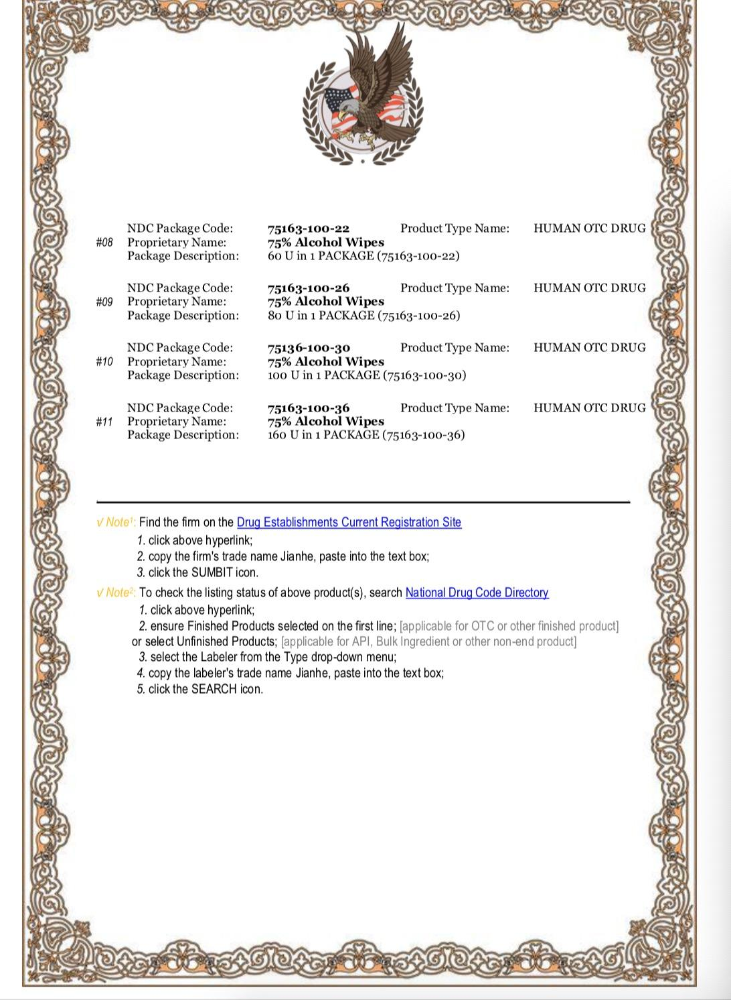 NDC Package Code: 75163-100-22 Product Type Name: HUMAN OTC DRUG
#08 Proprietary Name: 75% Alcohol Wipes
Package Description: 60 U in 1 PACKAGE (75163-100-22)
NDC Package Code: 75163-100-26 Product Type Name: HUMAN OTC DRUG
#09 Proprietary Name: 75% Alcohol Wipes
Package Description: 80 U in 1 PACKAGE (75163-100-26)
NDC Package Code: 75136-100-30 Product Type Name: HUMAN OTC DRUG
#10 Proprietary Name: 75% Alcohol Wipes
Package Description: 100 U in 1 PACKAGE (75163-100-30)
NDC Package Code: 75163-100-36 Product Type Name: HUMAN OTC DRUG
#11 Proprietary Name: 75% Alcohol Wipes
Package Description: 160 U in 1 PACKAGE (75163-100-36)
√ Note¹: Find the firm on the Drug Establishments Current Registration Site
1. click above hyperlink;
2. copy the firm's trade name Jianhe, paste into the text box;
3. click the SUMBIT icon.
√ Note²: To check the listing status of above product(s), search National Drug Code Directory
1. click above hyperlink;
2. ensure Finished Products selected on the first line; [applicable for OTC or other finished product]
or select Unfinished Products; [applicable for API, Bulk Ingredient or other non-end product]
3. select the Labeler from the Type drop-down menu;
4. copy the labeler's trade name Jianhe, paste into the text box;
5. click the SEARCH icon.